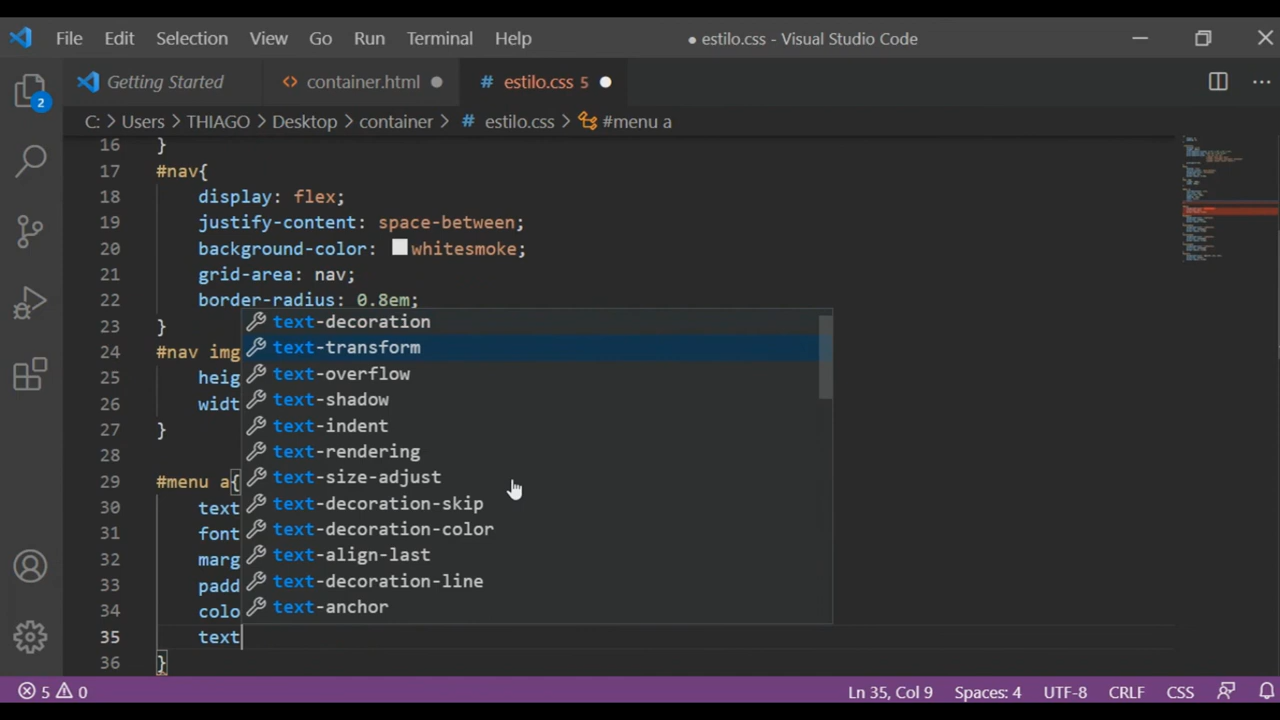 File Edit Selection View Go Run Terminal Help ● estilo.css - Visual Studio Code
Getting Started <> container.html ● # estilo.css 5 ●
2
C: > Users > THIAGO > Desktop > container > # estilo.css > #menu a
16 }
17 #nav{
18 display: flex;
19 justify-content: space-between;
20 background-color: whitesmoke;
21 grid-area: nav;
22 border-radius: 0.8em;
23 }
text-decoration
24 #nav img
text-transform
25 heig
text-overflow
26 widt
text-shadow
27 }
text-indent
28
text-rendering
29 #menu a{
text-size-adjust
30 text
text-decoration-skip
31 font
text-decoration-color
32 marg
text-align-last
33 padd
text-decoration-line
34 colo
text-anchor
35 text
36 }
5 0 Ln 35, Col 9 Spaces: 4 UTF-8 CRLF CSS